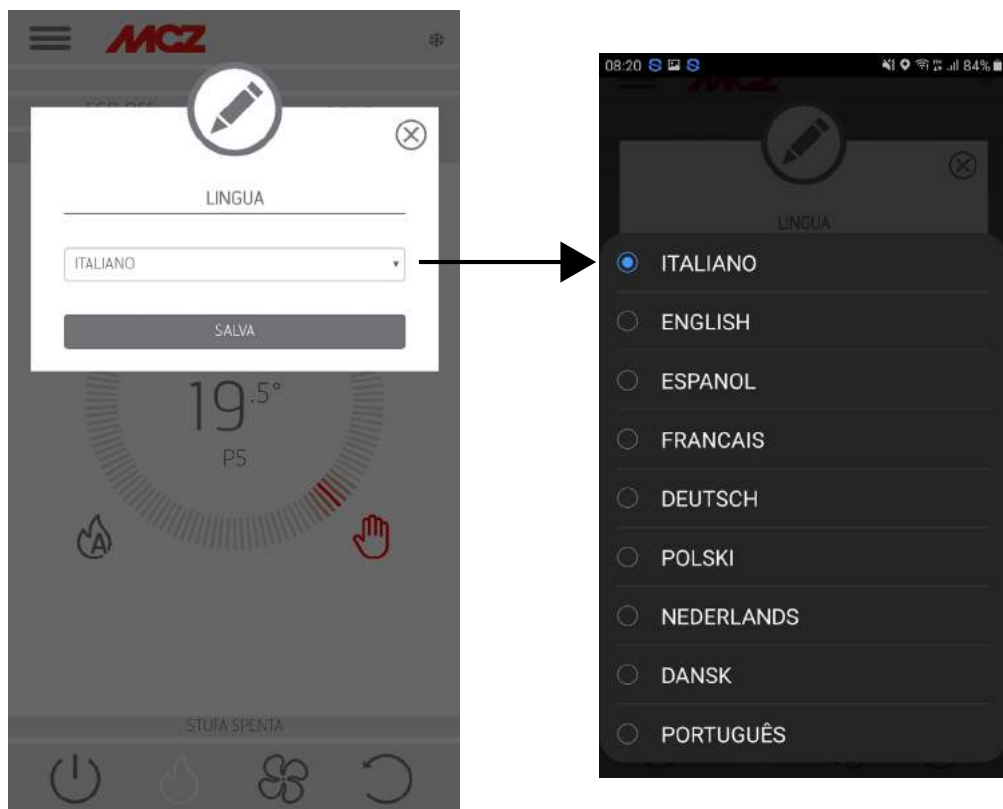 MCZ
LINGUA
ITALIANO
SALVA
19.5°
P5
A
STUFA SPENTA
08:20
84%
LINGUA
ITALIANO
ENGLISH
ESPANOL
FRANCAIS
DEUTSCH
POLSKI
NEDERLANDS
DANSK
PORTUGUÊS